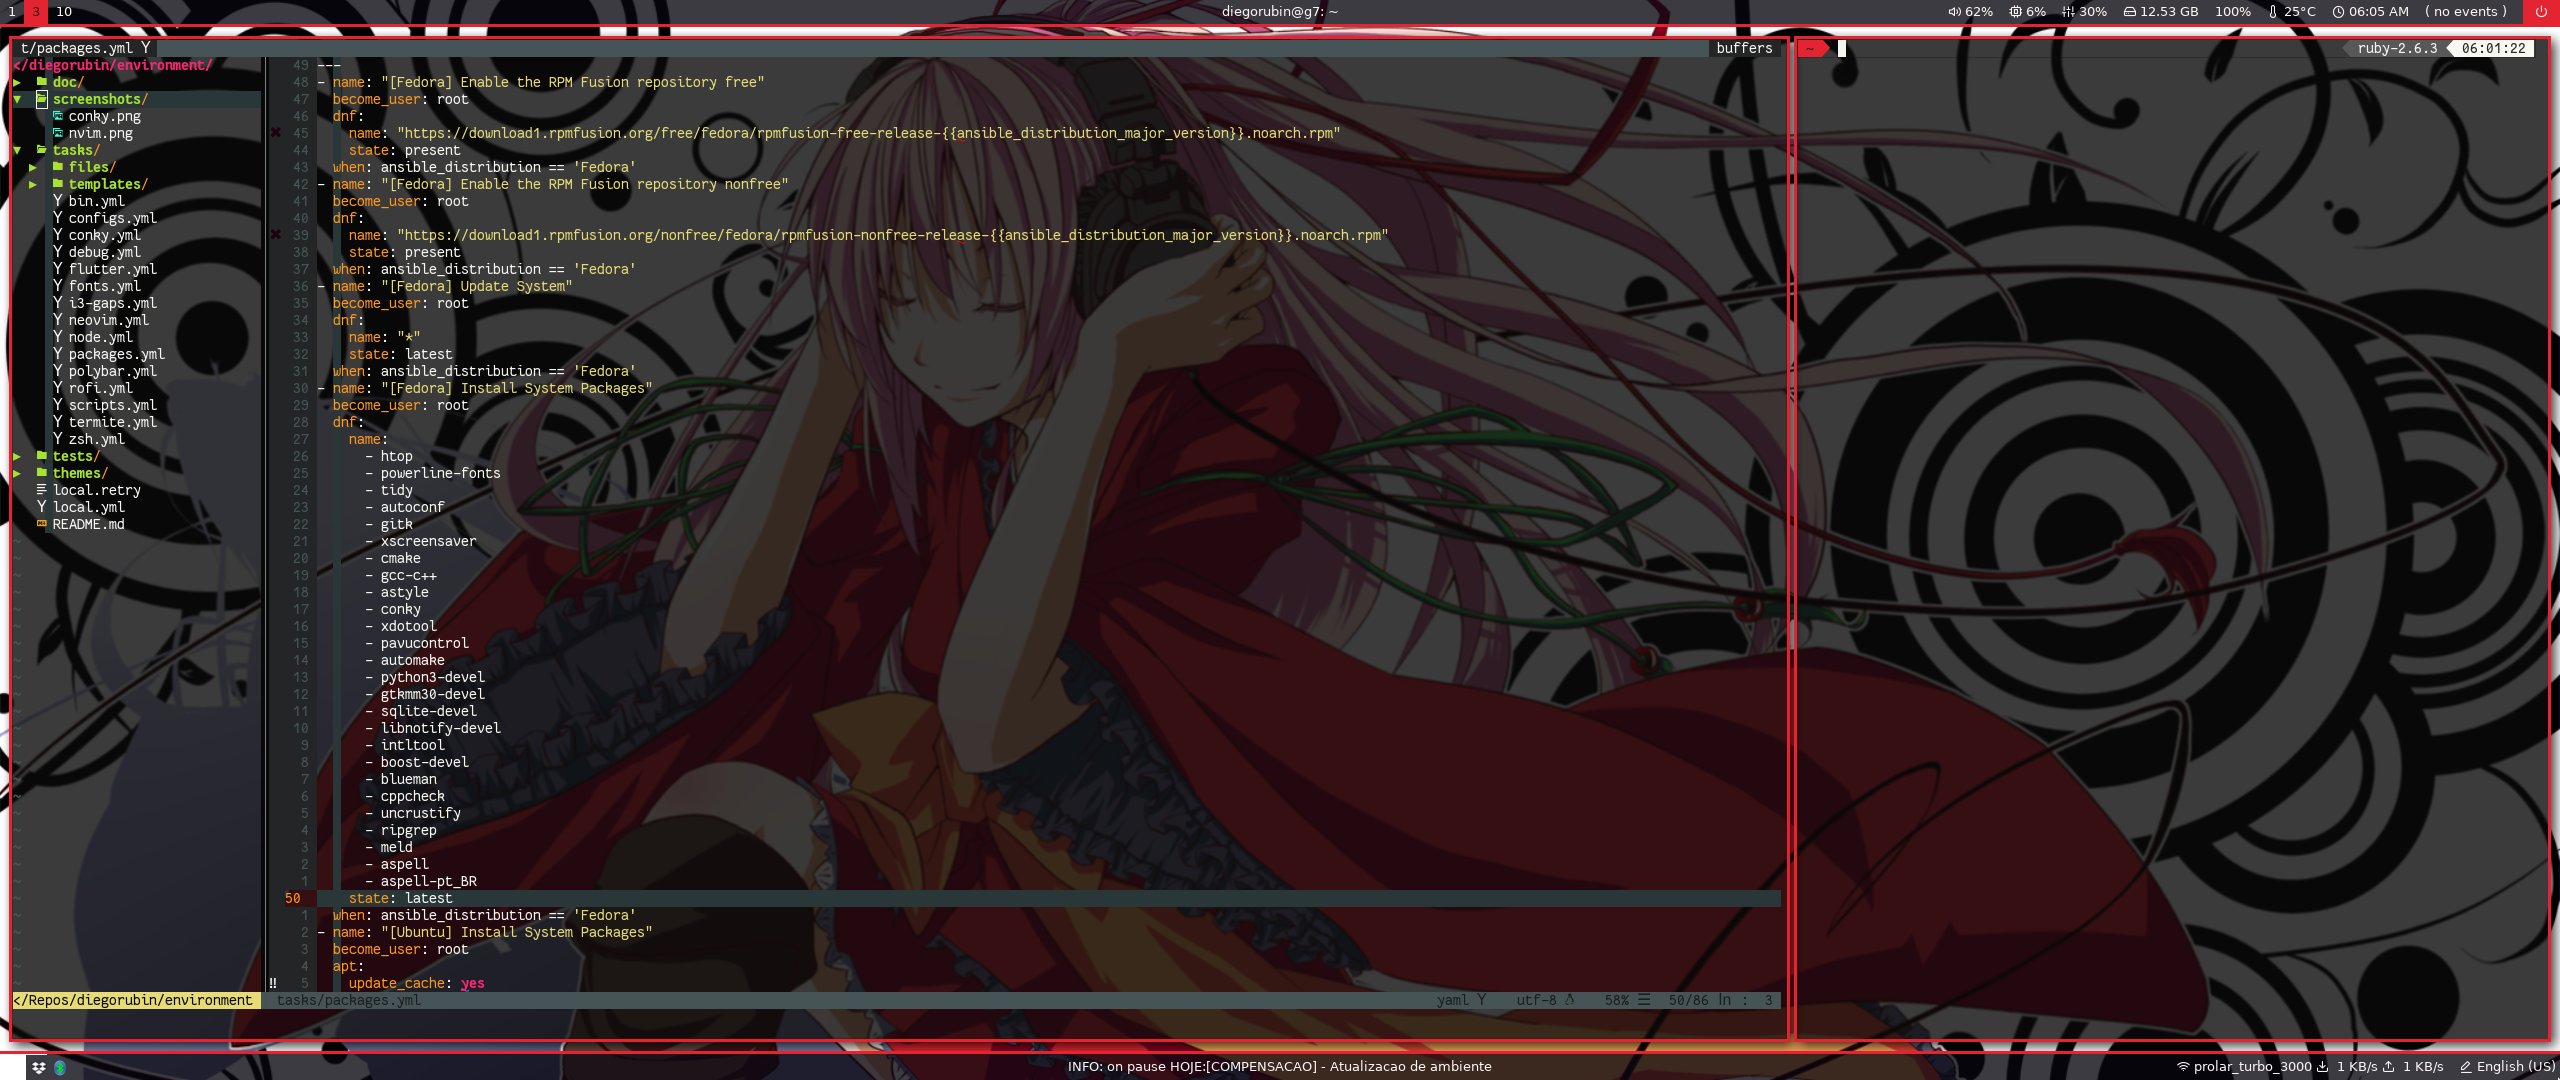 1 3 10 diegorubin@g7: ~ 62% 6% 30% 12.53 GB 100% 25°C 06:05 AM ( no events )
t/packages.yml buffers
</diegorubin/environment/
▸ doc/
▾ screenshots/
conky.png
nvim.png
▾ tasks/
▸ files/
▸ templates/
bin.yml
configs.yml
conky.yml
debug.yml
flutter.yml
fonts.yml
i3-gaps.yml
neovim.yml
node.yml
packages.yml
polybar.yml
rofi.yml
scripts.yml
termite.yml
zsh.yml
▸ tests/
▸ themes/
local.retry
local.yml
README.md
</Repos/diegorubin/environment
49 ---
48 - name: "[Fedora] Enable the RPM Fusion repository free"
47 become_user: root
46 dnf:
✖ 45 name: "https://download1.rpmfusion.org/free/fedora/rpmfusion-free-release-{{ansible_distribution_major_version}}.noarch.rpm"
44 state: present
43 when: ansible_distribution == 'Fedora'
42 - name: "[Fedora] Enable the RPM Fusion repository nonfree"
41 become_user: root
40 dnf:
✖ 39 name: "https://download1.rpmfusion.org/nonfree/fedora/rpmfusion-nonfree-release-{{ansible_distribution_major_version}}.noarch.rpm"
38 state: present
37 when: ansible_distribution == 'Fedora'
36 - name: "[Fedora] Update System"
35 become_user: root
34 dnf:
33 name: "*"
32 state: latest
31 when: ansible_distribution == 'Fedora'
30 - name: "[Fedora] Install System Packages"
29 become_user: root
28 dnf:
27 name:
26 - htop
25 - powerline-fonts
24 - tidy
23 - autoconf
22 - gitk
21 - xscreensaver
20 - cmake
19 - gcc-c++
18 - astyle
17 - conky
16 - xdotool
15 - pavucontrol
14 - automake
13 - python3-devel
12 - gtkmm30-devel
11 - sqlite-devel
10 - libnotify-devel
9 - intltool
8 - boost-devel
7 - blueman
6 - cppcheck
5 - uncrustify
4 - ripgrep
3 - meld
2 - aspell
1 - aspell-pt_BR
50 state: latest
1 when: ansible_distribution == 'Fedora'
2 - name: "[Ubuntu] Install System Packages"
3 become_user: root
4 apt:
‼ 5 update_cache: yes
tasks/packages.yml yaml utf-8 58% ☰ 50/86 ln : 3
~ ruby-2.6.3 06:01:22
INFO: on pause HOJE:[COMPENSACAO] - Atualizacao de ambiente prolar_turbo_3000 1 KB/s 1 KB/s English (US)